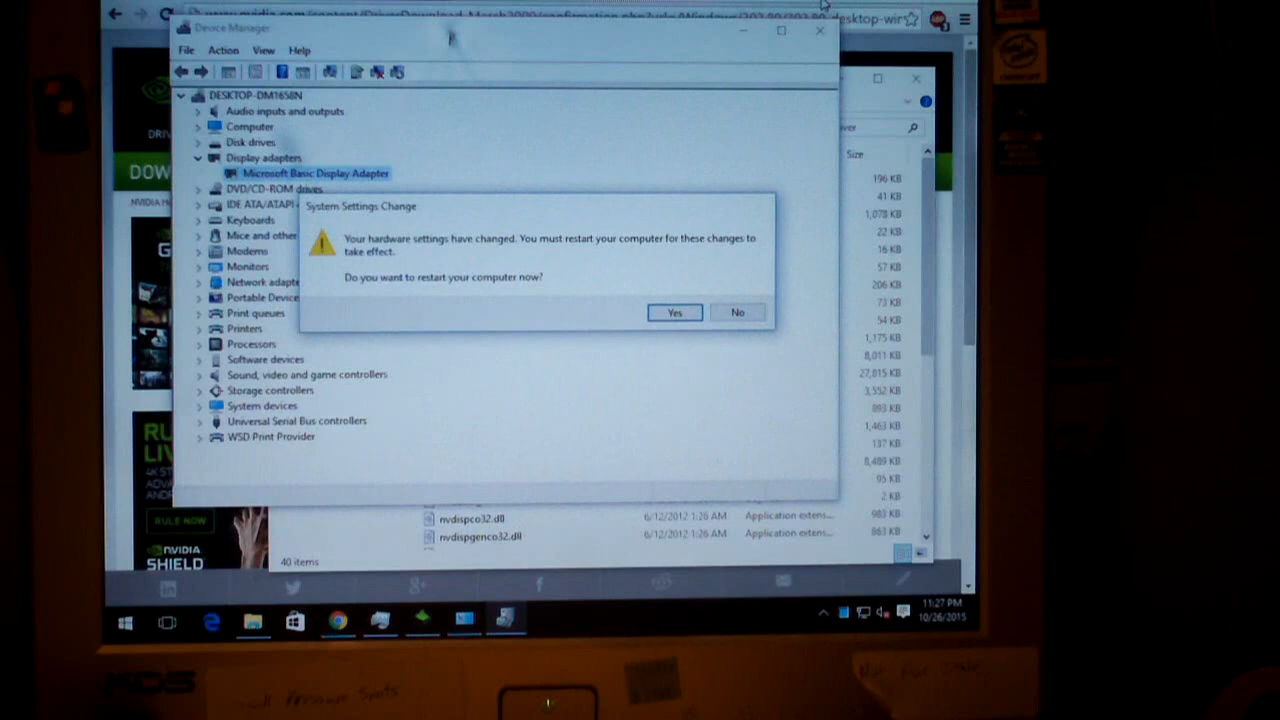 Device Manager
File Action View Help
DESKTOP-DM1658N
Audio inputs and outputs
Computer
Disk drives
Display adapters
Microsoft Basic Display Adapter
DVD/CD-ROM drives
IDE ATA/ATAPI
Keyboards
Mice and other
Modems
Monitors
Network adapte
Portable Device
Print queues
Printers
Processors
Software devices
Sound, video and game controllers
Storage controllers
System devices
Universal Serial Bus controllers
WSD Print Provider
System Settings Change
Your hardware settings have changed. You must restart your computer for these changes to
take effect.
Do you want to restart your computer now?
Yes No
Size
196 KB
41 KB
1,078 KB
22 KB
16 KB
57 KB
206 KB
73 KB
54 KB
1,175 KB
8,011 KB
27,815 KB
3,552 KB
893 KB
1,463 KB
137 KB
8,489 KB
95 KB
2 KB
nvdispco32.dll 6/12/2012 1:26 AM Application extens... 983 KB
nvdispgenco32.dll 6/12/2012 1:26 AM Application extens... 863 KB
40 items
DOW
RU
LIV
4K ST
ADVA
AND
RULE NOW
NVIDIA
SHIELD
11:27 PM
10/26/2015
KDS
Not For Sale